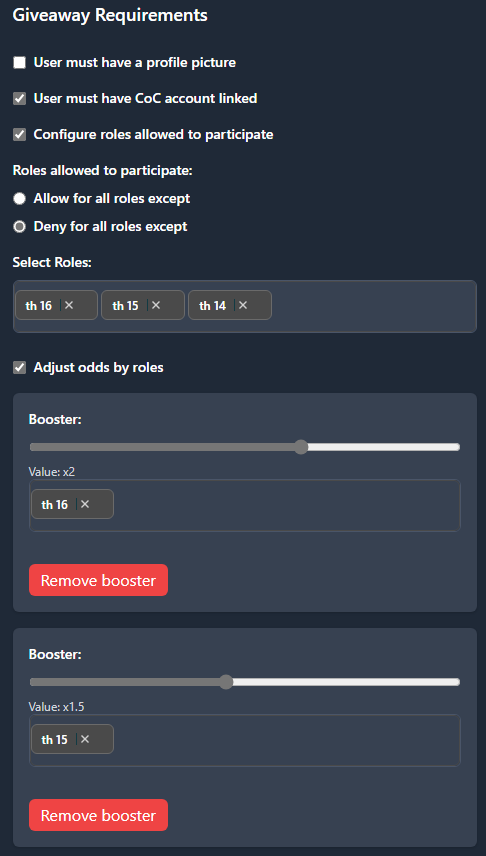 Giveaway Requirements
User must have a profile picture
User must have CoC account linked
Configure roles allowed to participate
Roles allowed to participate:
Allow for all roles except
Deny for all roles except
Select Roles:
th 16 × th 15 × th 14 ×
Adjust odds by roles
Booster:
Value: x2
th 16 ×
Remove booster
Booster:
Value: x1.5
th 15 ×
Remove booster